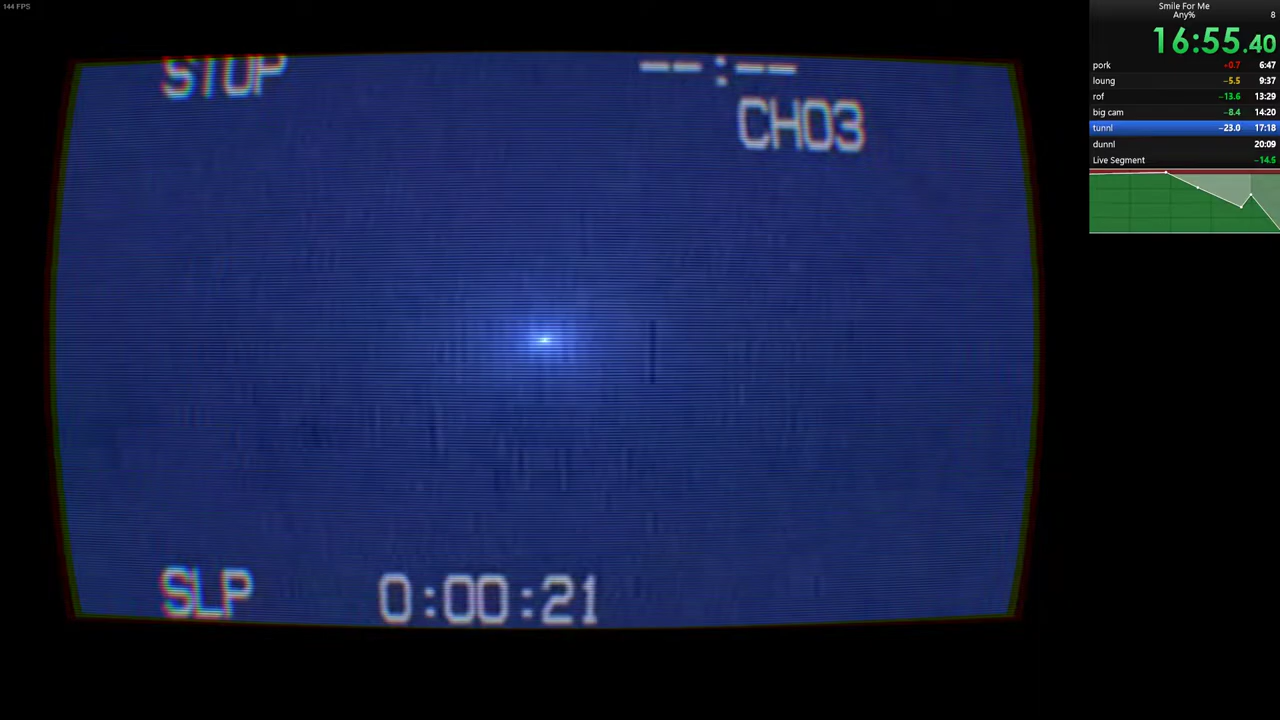 144 FPS
Smile For Me
Any%
8
16:55.40
pork +0.7 6:47
loung -5.5 9:37
rof -13.6 13:29
big cam -8.4 14:20
tunnl -23.0 17:18
dunnl 20:09
Live Segment -14.6
STOP --:--
CH03
SLP 0:00:21